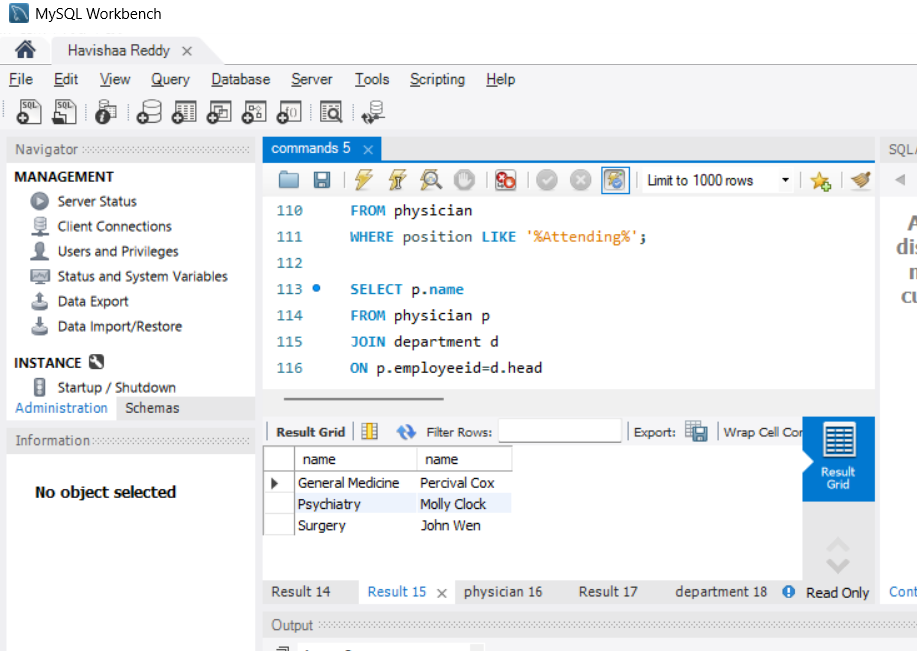 MySQL Workbench
Havishaa Reddy
File Edit View Query Database Server Tools Scripting Help
SQL SQL
Navigator
commands 5
SQLA
MANAGEMENT
Server Status
Client Connections
Users and Privileges
Status and System Variables
Data Export
Data Import/Restore
INSTANCE
Startup / Shutdown
Administration Schemas
Information
No object selected
Limit to 1000 rows
110 FROM physician
111 WHERE position LIKE '%Attending%';
112
113 SELECT p.name
114 FROM physician p
115 JOIN department d
116 ON p.employeeid=d.head
A
dis
cu
Result Grid Filter Rows: Export: Wrap Cell Cor
name name
General Medicine Percival Cox
Psychiatry Molly Clock
Surgery John Wen
Result
Grid
Result 14 Result 15 physician 16 Result 17 department 18 Read Only
Cont
Output